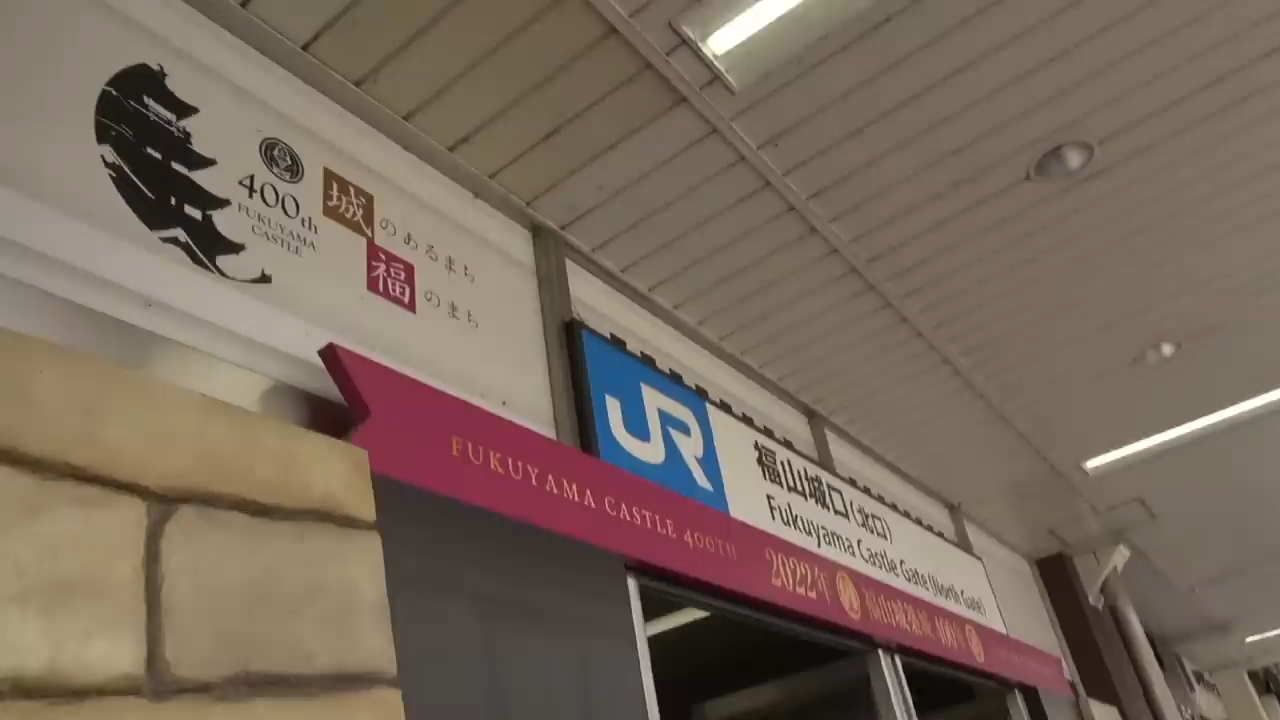 400th
FUKUYAMA
CASTLE
城のあるまち
福のまち
JR
福山城口(北口)
Fukuyama Castle Gate (North Gate)
FUKUYAMA CASTLE 400TH
2022年 福山城築城 400年